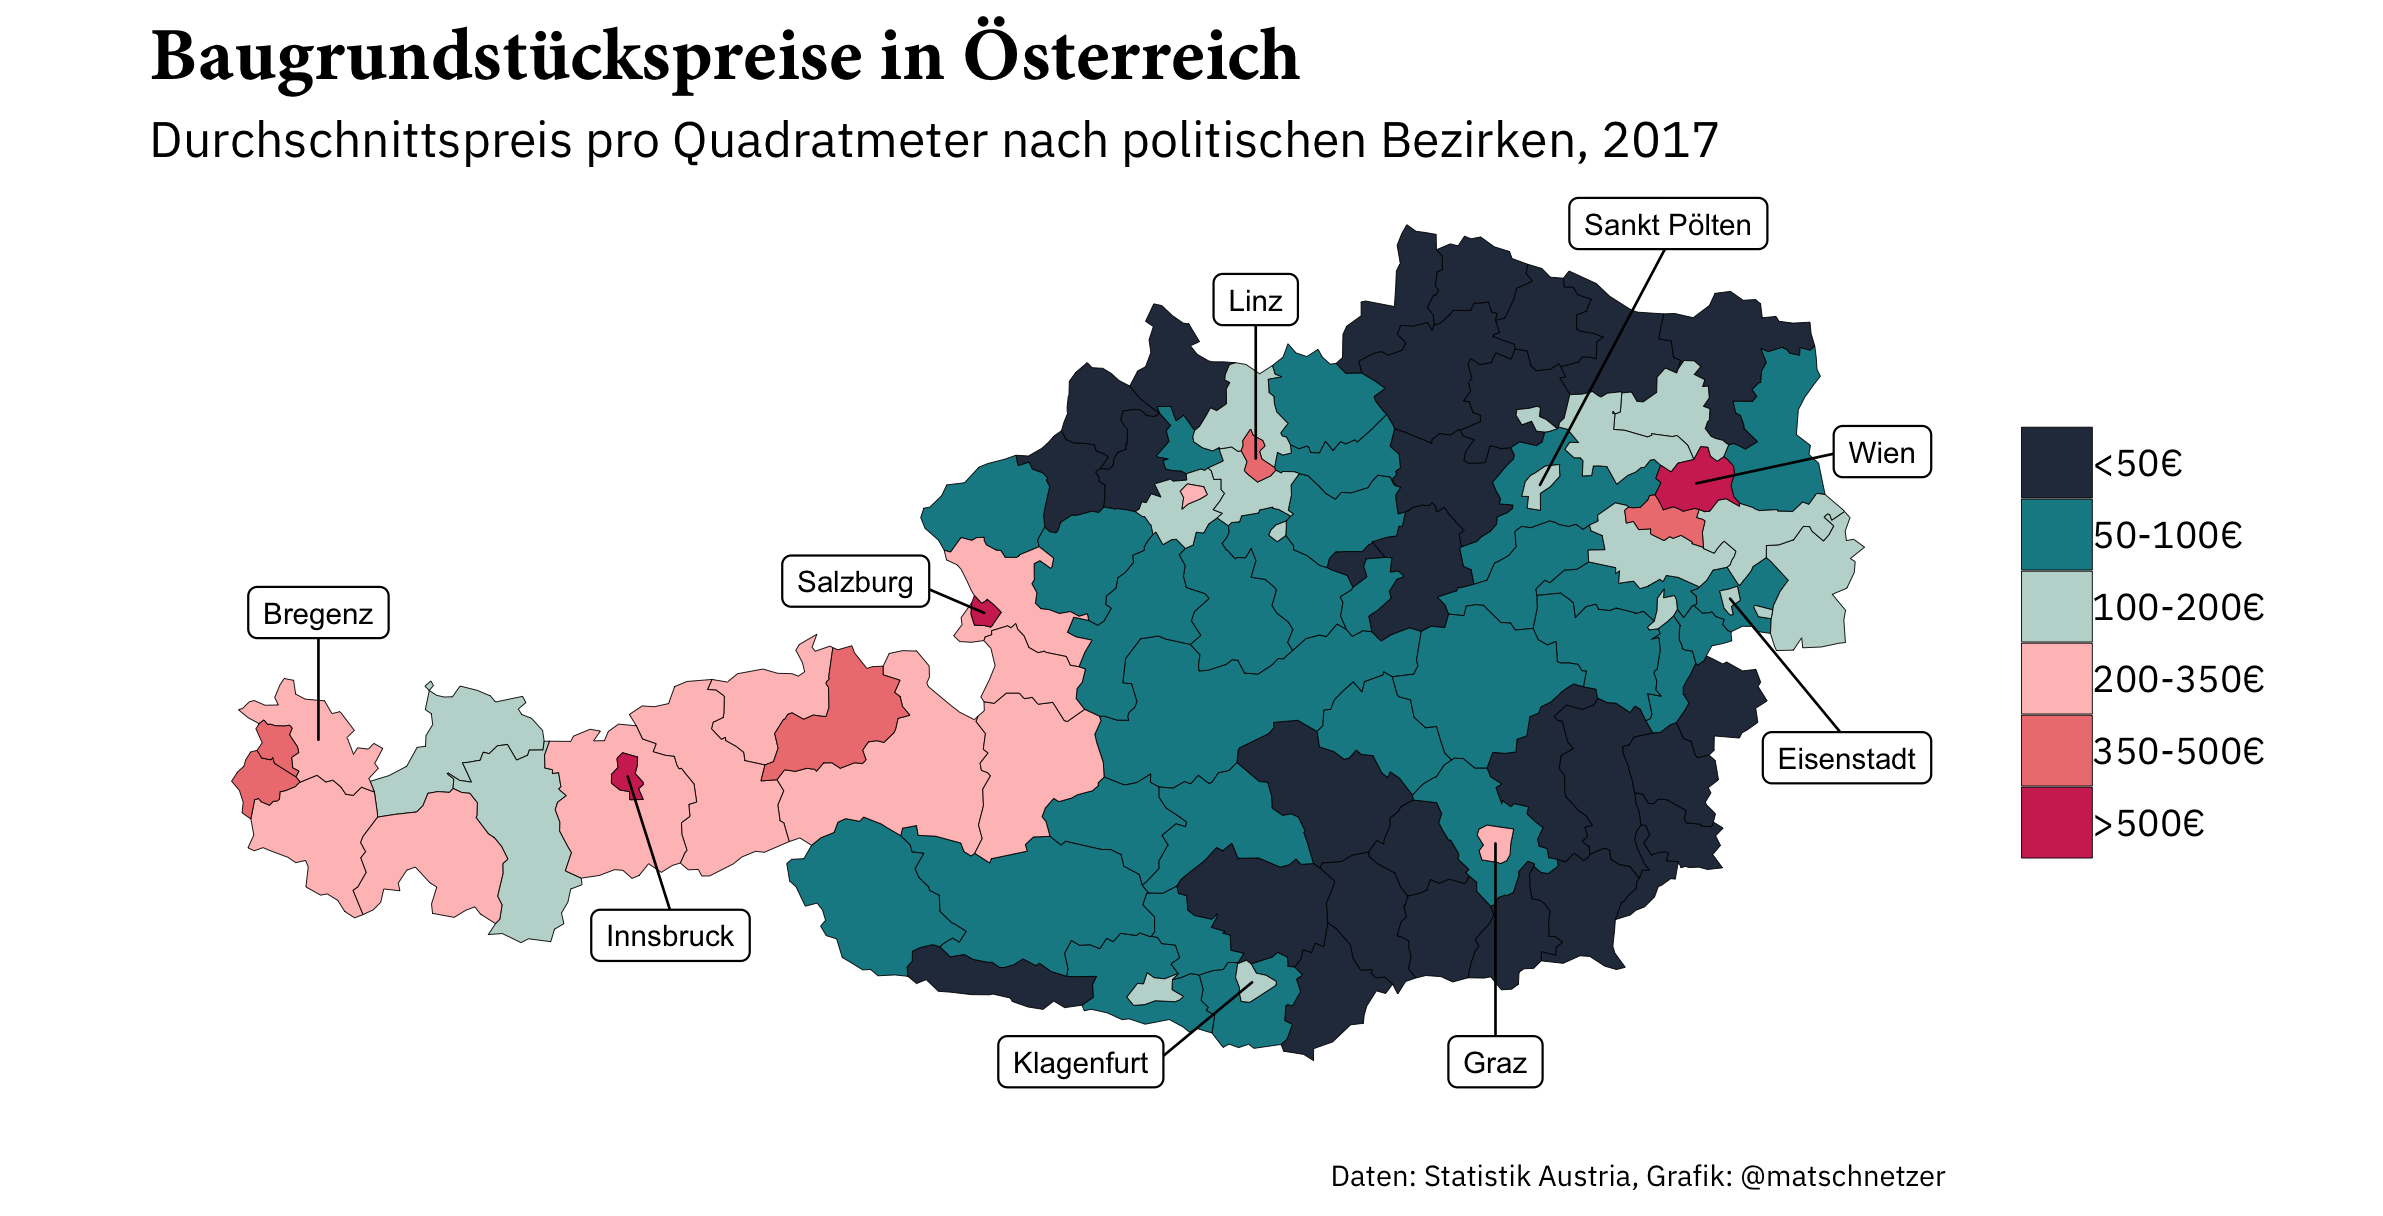 Baugrundstückspreise in Österreich
Durchschnittspreis pro Quadratmeter nach politischen Bezirken, 2017
Sankt Pölten
Linz
Wien
Salzburg
Bregenz
Eisenstadt
Innsbruck
Klagenfurt
Graz
<50€
50-100€
100-200€
200-350€
350-500€
>500€
Daten: Statistik Austria, Grafik: @matschnetzer